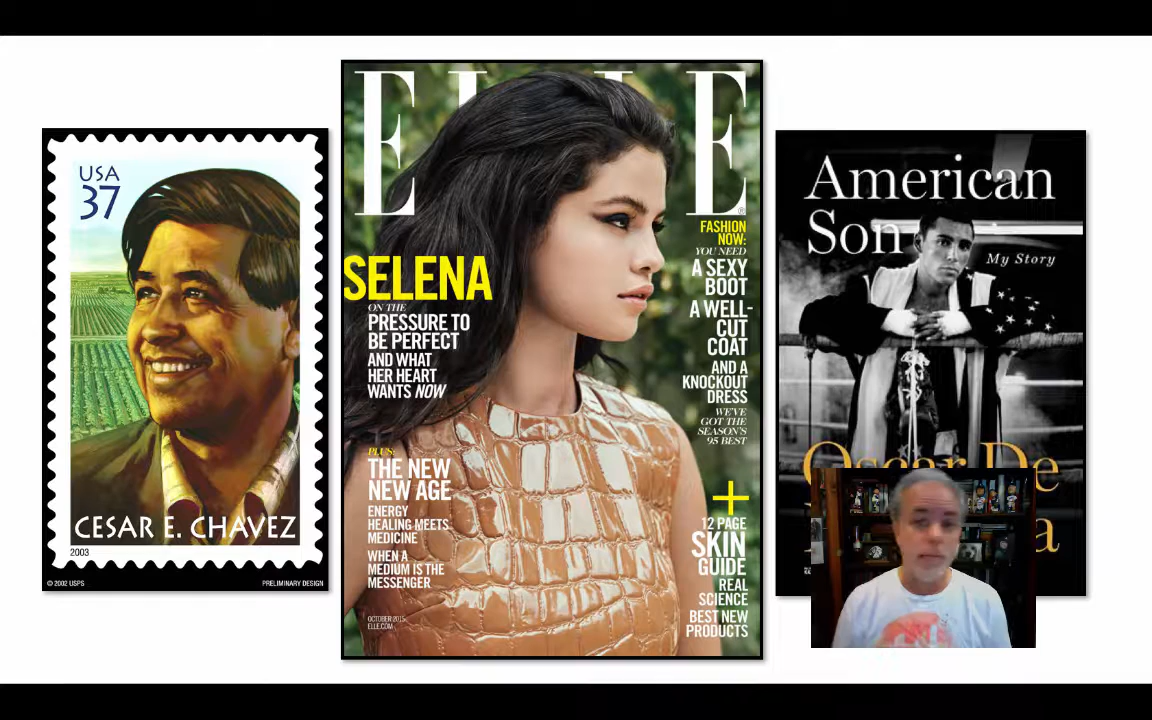 USA
37
CESAR E. CHAVEZ
2003
© 2002 USPS
PRELIMINARY DESIGN
ELLE
SELENA
ON THE
PRESSURE TO
BE PERFECT
AND WHAT
HER HEART
WANTS NOW
PLUS:
THE NEW
NEW AGE
ENERGY
HEALING MEETS
MEDICINE
WHEN A
MEDIUM IS THE
MESSENGER
OCTOBER 2015
ELLE.COM
FASHION
NOW:
YOU NEED
A SEXY
BOOT
A WELL-
CUT
COAT
AND A
KNOCKOUT
DRESS
WE'VE
GOT THE
SEASON'S
95 BEST
+
12 PAGE
SKIN
GUIDE
REAL
SCIENCE
BEST NEW
PRODUCTS
American
Son
My Story
Oscar De
a